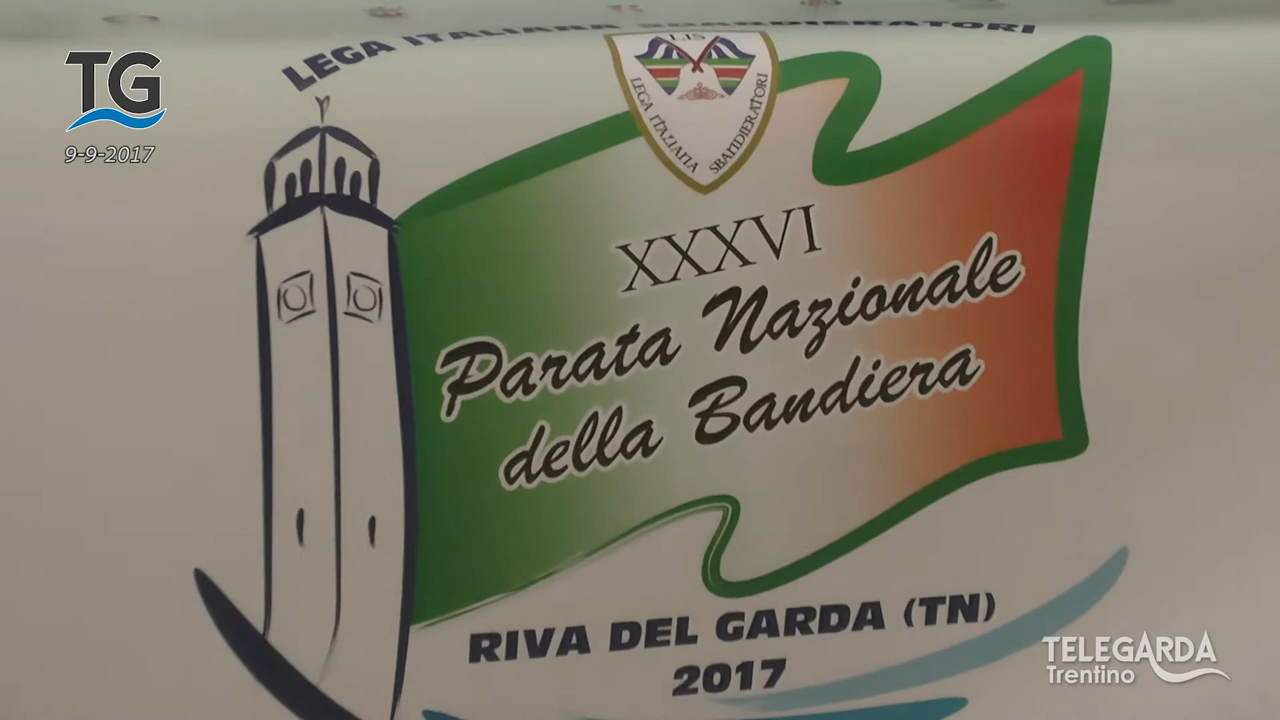 TG
9-9-2017
LEGA ITALIANA SBANDIERATORI
LIS
LEGA ITALIANA SBANDIERATORI
XXXVI
Parata Nazionale
della Bandiera
RIVA DEL GARDA (TN)
2017
TELEGARDA
Trentino